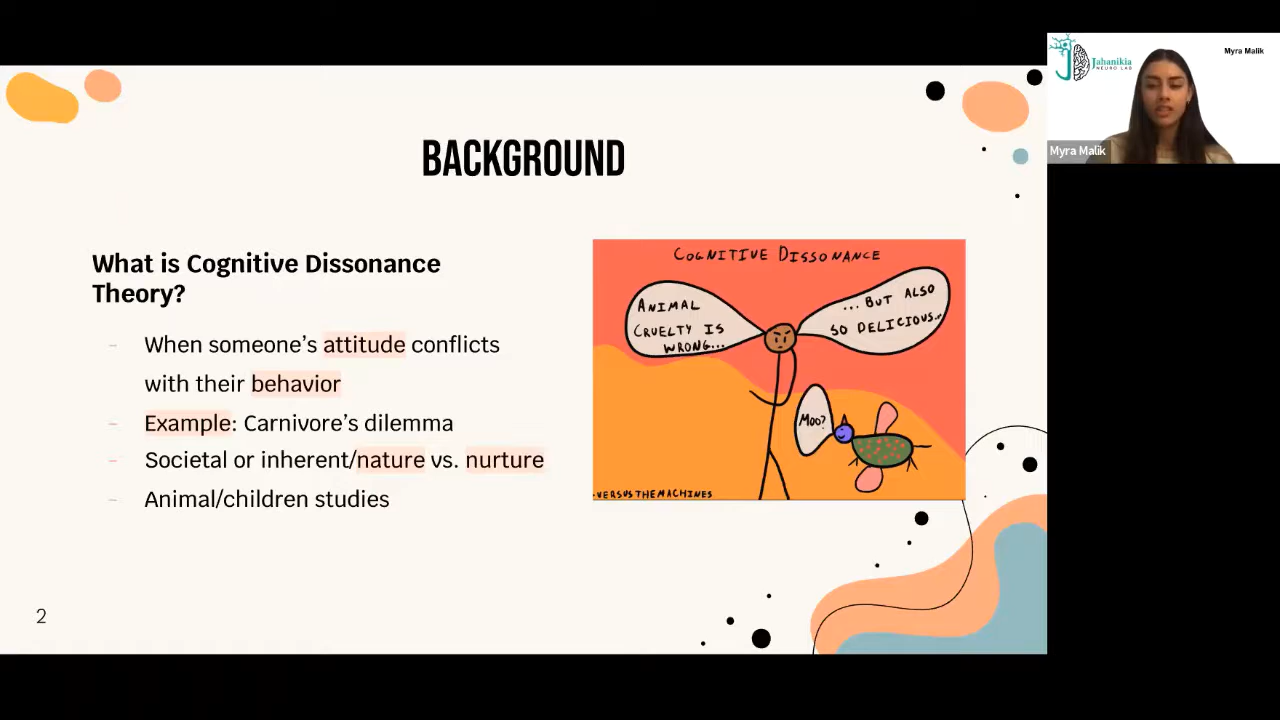 BACKGROUND
What is Cognitive Dissonance
Theory?
- When someone's attitude conflicts
with their behavior
- Example: Carnivore's dilemma
- Societal or inherent/nature vs. nurture
- Animal/children studies
2
COGNITIVE DISSONANCE
ANIMAL
CRUELTY IS
WRONG...
... BUT ALSO
SO DELICIOUS...
MOO?
-VERSUSTHEMACHINES
Jahanikia
NEURO LAB
Myra Malik
Myra Malik